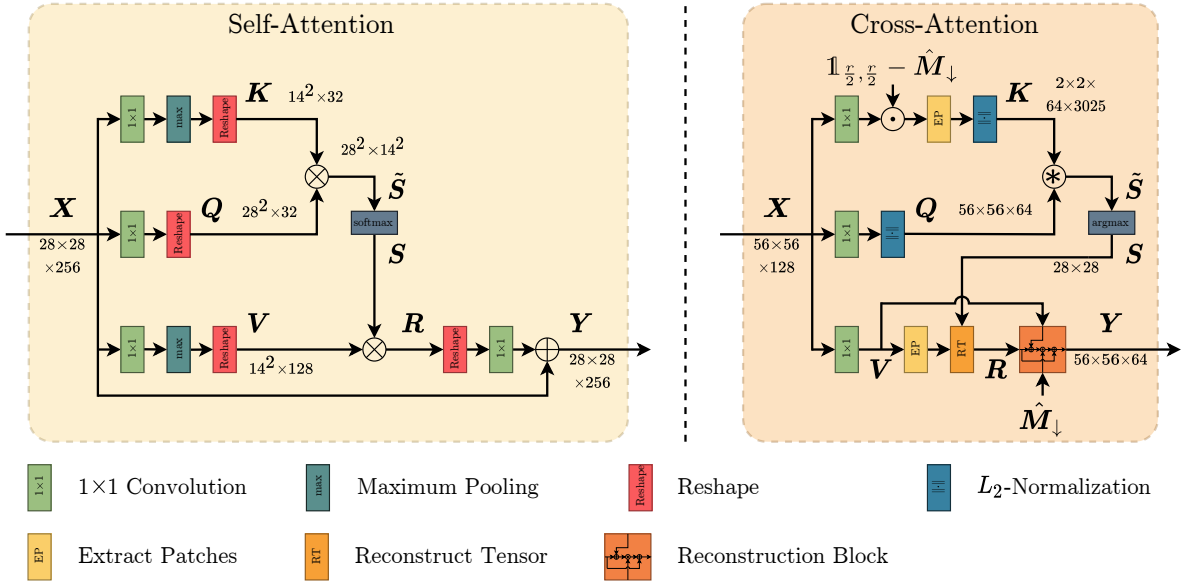 Self-Attention
K
14² ×32
1×1
max
Reshape
28² ×14²
S̃
X
28×28
×256
1×1
Reshape
Q
28² ×32
softmax
S
1×1
max
Reshape
V
14² ×128
R
Reshape
1×1
Y
28×28
×256
Cross-Attention
𝟙 r/2, r/2 − M̂↓
1×1
EP
||·||
K
2×2×
64×3025
S̃
X
56×56
×128
1×1
||·||
Q
56×56×64
argmax
S
28×28
1×1
V
EP
RT
R
Y
56×56×64
M̂↓
1×1 1×1 Convolution
max Maximum Pooling
Reshape Reshape
||·|| L₂-Normalization
EP Extract Patches
RT Reconstruct Tensor
Reconstruction Block